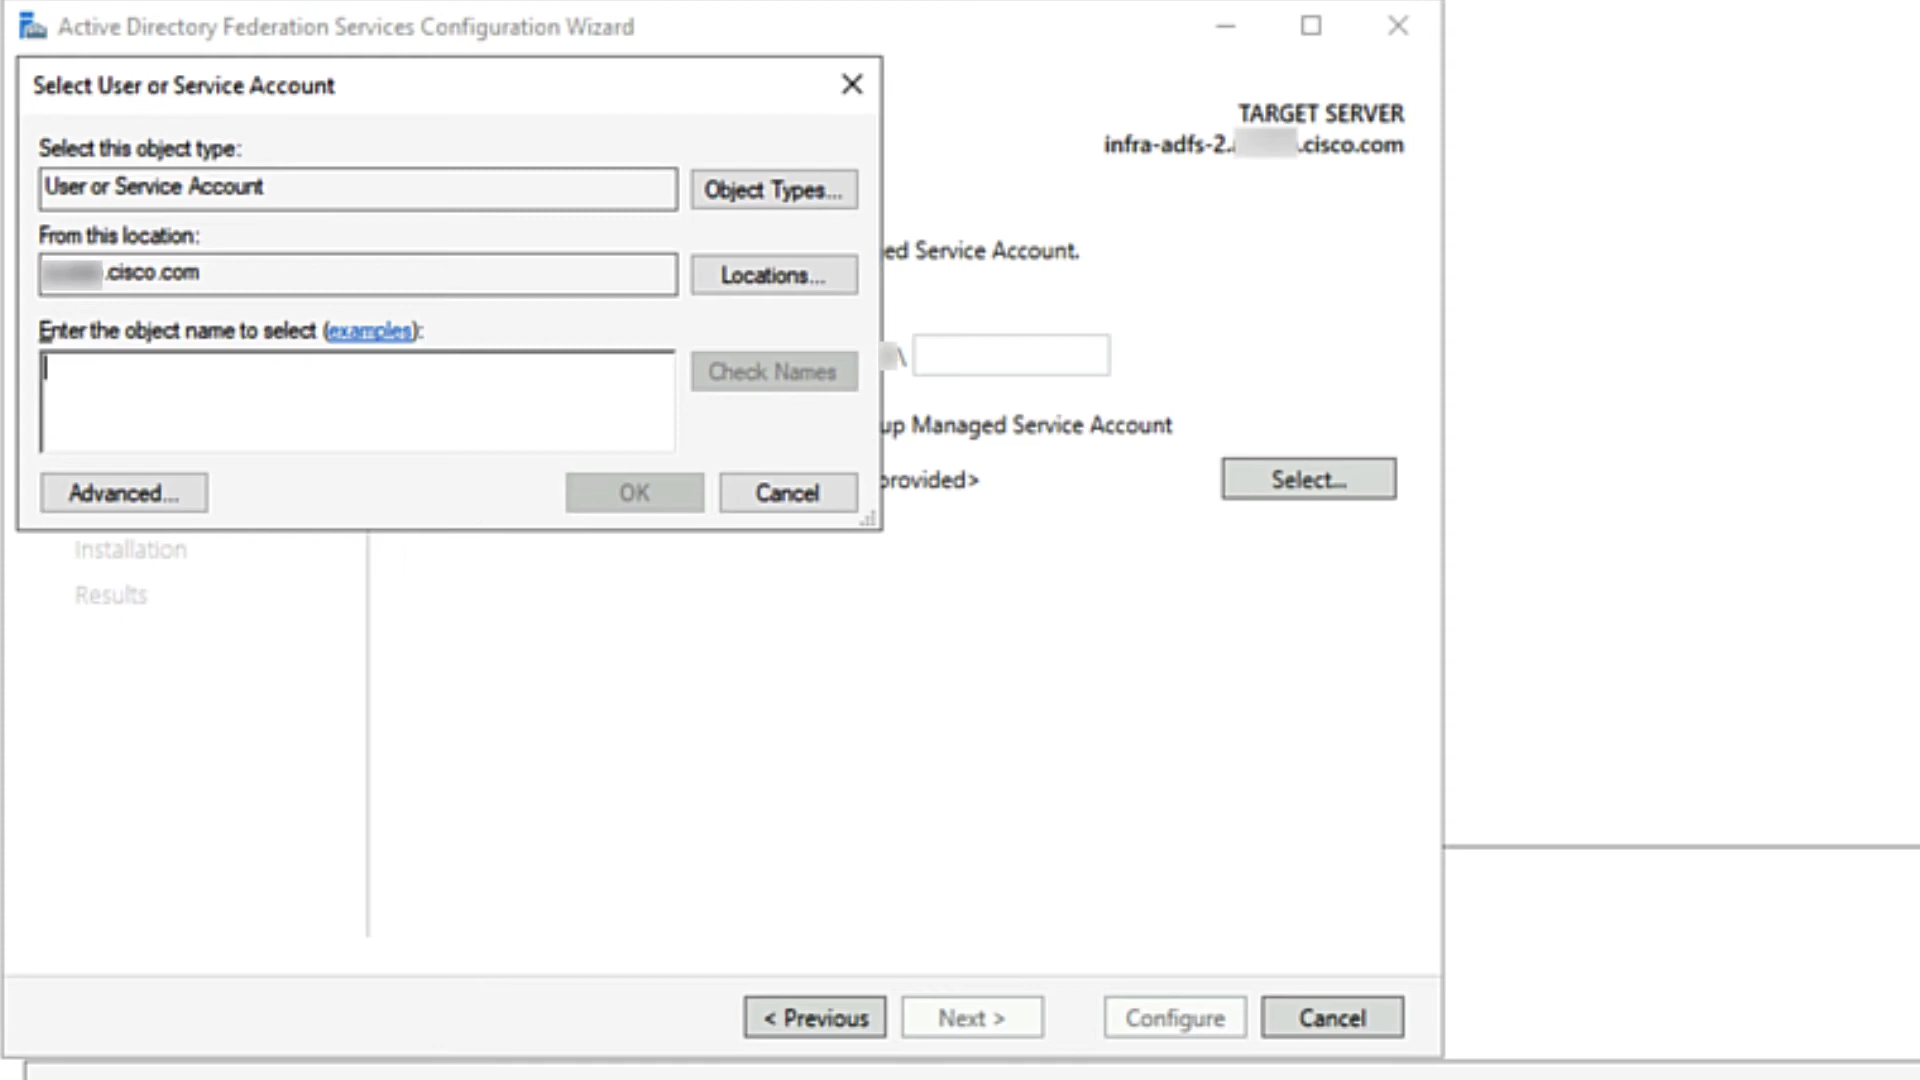 Active Directory Federation Services Configuration Wizard
Select User or Service Account
TARGET SERVER
infra-adfs-2. .cisco.com
Select this object type:
User or Service Account
Object Types...
From this location:
.cisco.com
Locations...
ed Service Account.
Enter the object name to select (examples):
Check Names
\
up Managed Service Account
Advanced...
OK
Cancel
provided>
Select...
Installation
Results
< Previous
Next >
Configure
Cancel